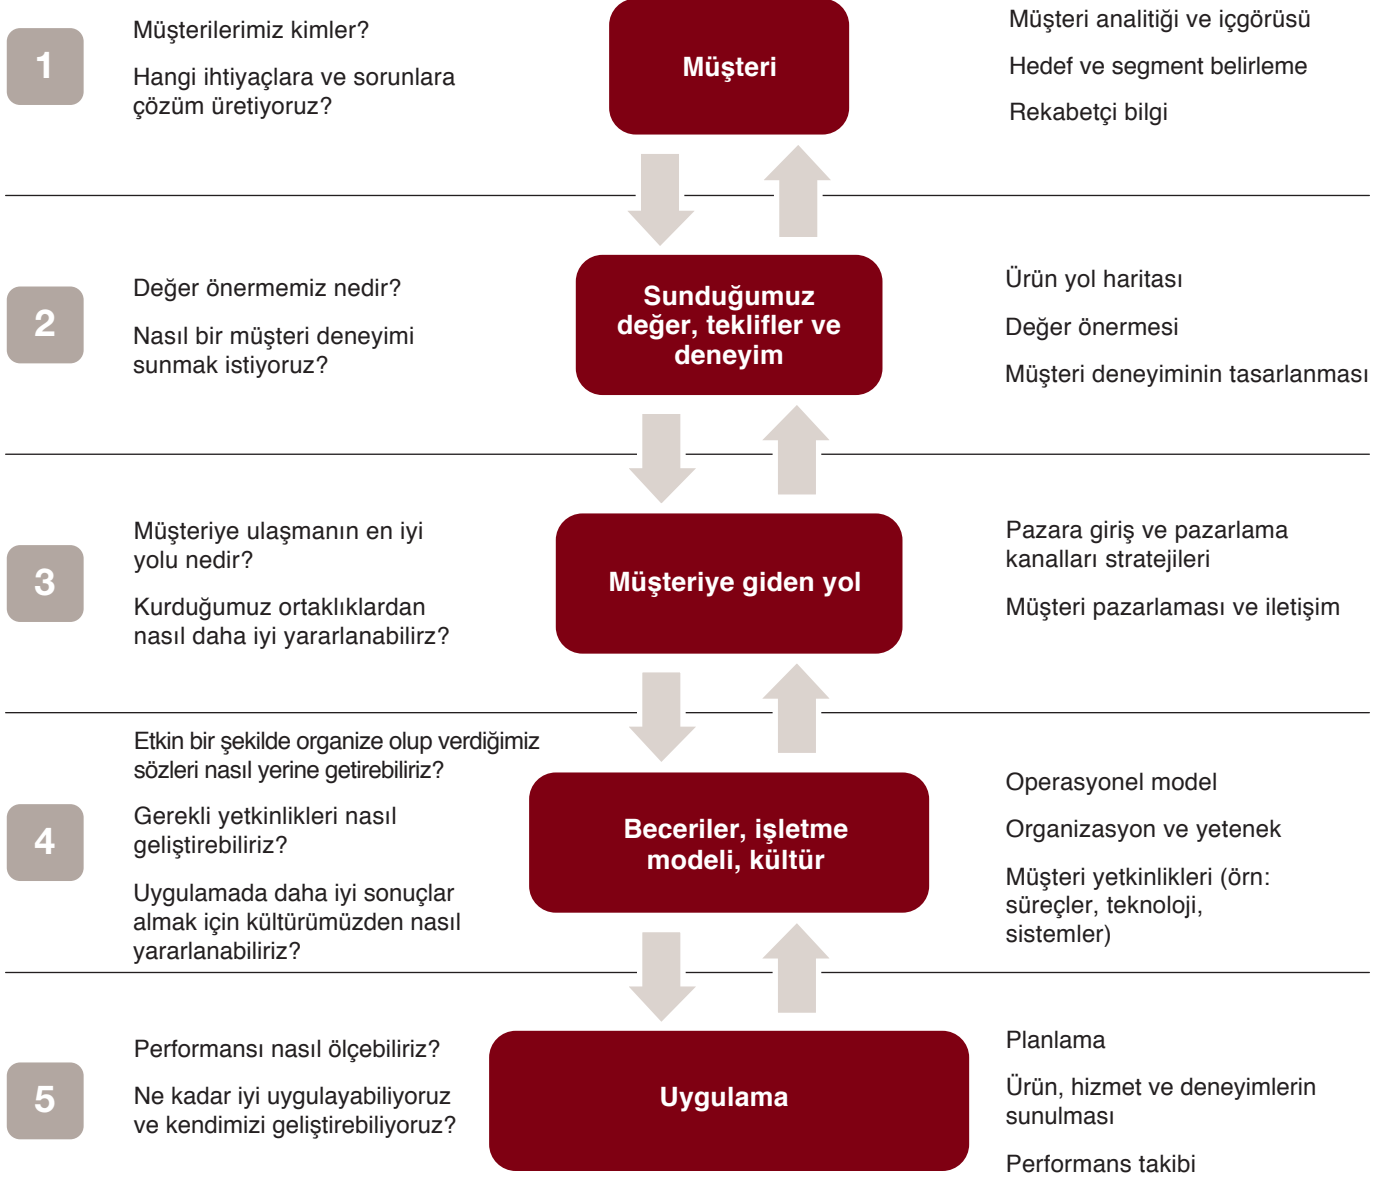 1
Müşterilerimiz kimler?
Hangi ihtiyaçlara ve sorunlara
çözüm üretiyoruz?
Müşteri
Müşteri analitiği ve içgörüsü
Hedef ve segment belirleme
Rekabetçi bilgi
2
Değer önermemiz nedir?
Nasıl bir müşteri deneyimi
sunmak istiyoruz?
Sunduğumuz
değer, teklifler ve
deneyim
Ürün yol haritası
Değer önermesi
Müşteri deneyiminin tasarlanması
3
Müşteriye ulaşmanın en iyi
yolu nedir?
Kurduğumuz ortaklıklardan
nasıl daha iyi yararlanabilirz?
Müşteriye giden yol
Pazara giriş ve pazarlama
kanalları stratejileri
Müşteri pazarlaması ve iletişim
4
Etkin bir şekilde organize olup verdiğimiz
sözleri nasıl yerine getirebiliriz?
Gerekli yetkinlikleri nasıl
geliştirebiliriz?
Uygulamada daha iyi sonuçlar
almak için kültürümüzden nasıl
yararlanabiliriz?
Beceriler, işletme
modeli, kültür
Operasyonel model
Organizasyon ve yetenek
Müşteri yetkinlikleri (örn:
süreçler, teknoloji,
sistemler)
5
Performansı nasıl ölçebiliriz?
Ne kadar iyi uygulayabiliyoruz
ve kendimizi geliştirebiliyoruz?
Uygulama
Planlama
Ürün, hizmet ve deneyimlerin
sunulması
Performans takibi